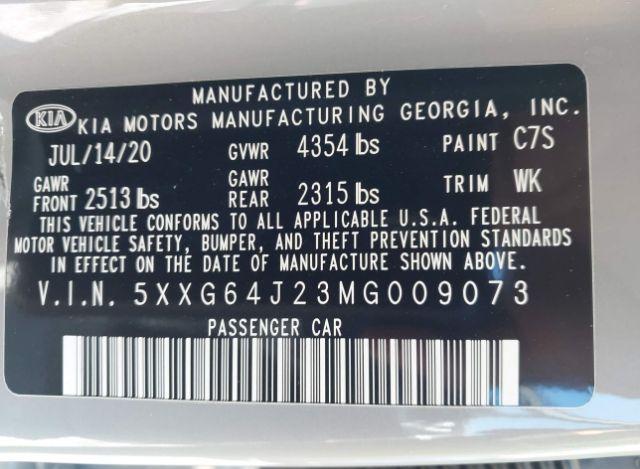 MANUFACTURED BY
KIA KIA MOTORS MANUFACTURING GEORGIA, INC.
JUL/14/20 GVWR 4354 lbs PAINT C7S
GAWR FRONT 2513 lbs GAWR REAR 2315 lbs TRIM WK
THIS VEHICLE CONFORMS TO ALL APPLICABLE U.S.A. FEDERAL
MOTOR VEHICLE SAFETY, BUMPER, AND THEFT PREVENTION STANDARDS
IN EFFECT ON THE DATE OF MANUFACTURE SHOWN ABOVE.
V.I.N. 5XXG64J23MG009073
PASSENGER CAR